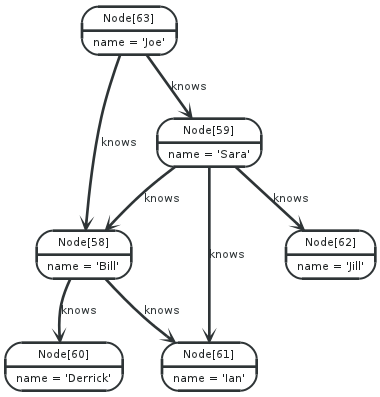 Node[63]
name = 'Joe'
knows
Node[59]
name = 'Sara'
knows
knows
knows
Node[58]
name = 'Bill'
knows
Node[62]
name = 'Jill'
knows
knows
Node[60]
name = 'Derrick'
Node[61]
name = 'Ian'